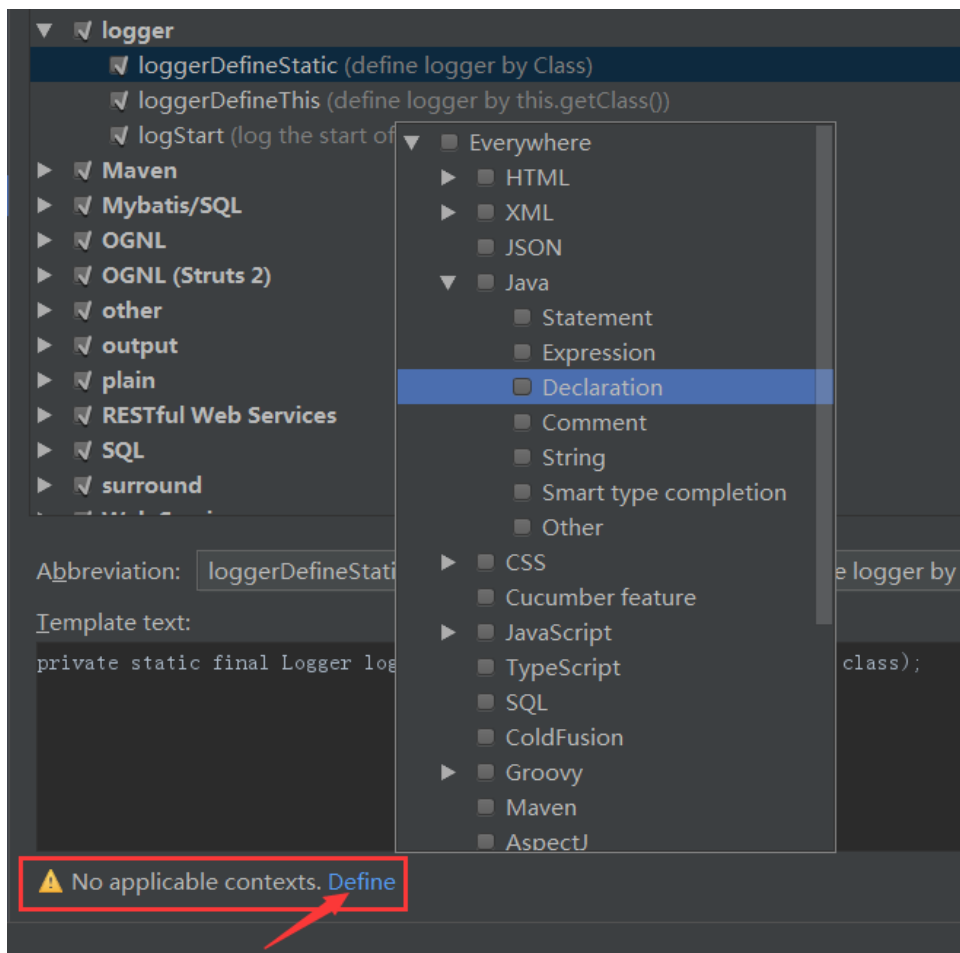 logger
loggerDefineStatic (define logger by Class)
loggerDefineThis (define logger by this.getClass())
logStart (log the start of
Maven
Mybatis/SQL
OGNL
OGNL (Struts 2)
other
output
plain
RESTful Web Services
SQL
surround
Everywhere
HTML
XML
JSON
Java
Statement
Expression
Declaration
Comment
String
Smart type completion
Other
CSS
Cucumber feature
JavaScript
TypeScript
SQL
ColdFusion
Groovy
Maven
AspectJ
Abbreviation: loggerDefineStati e logger by
Template text:
private static final Logger log class);
No applicable contexts. Define